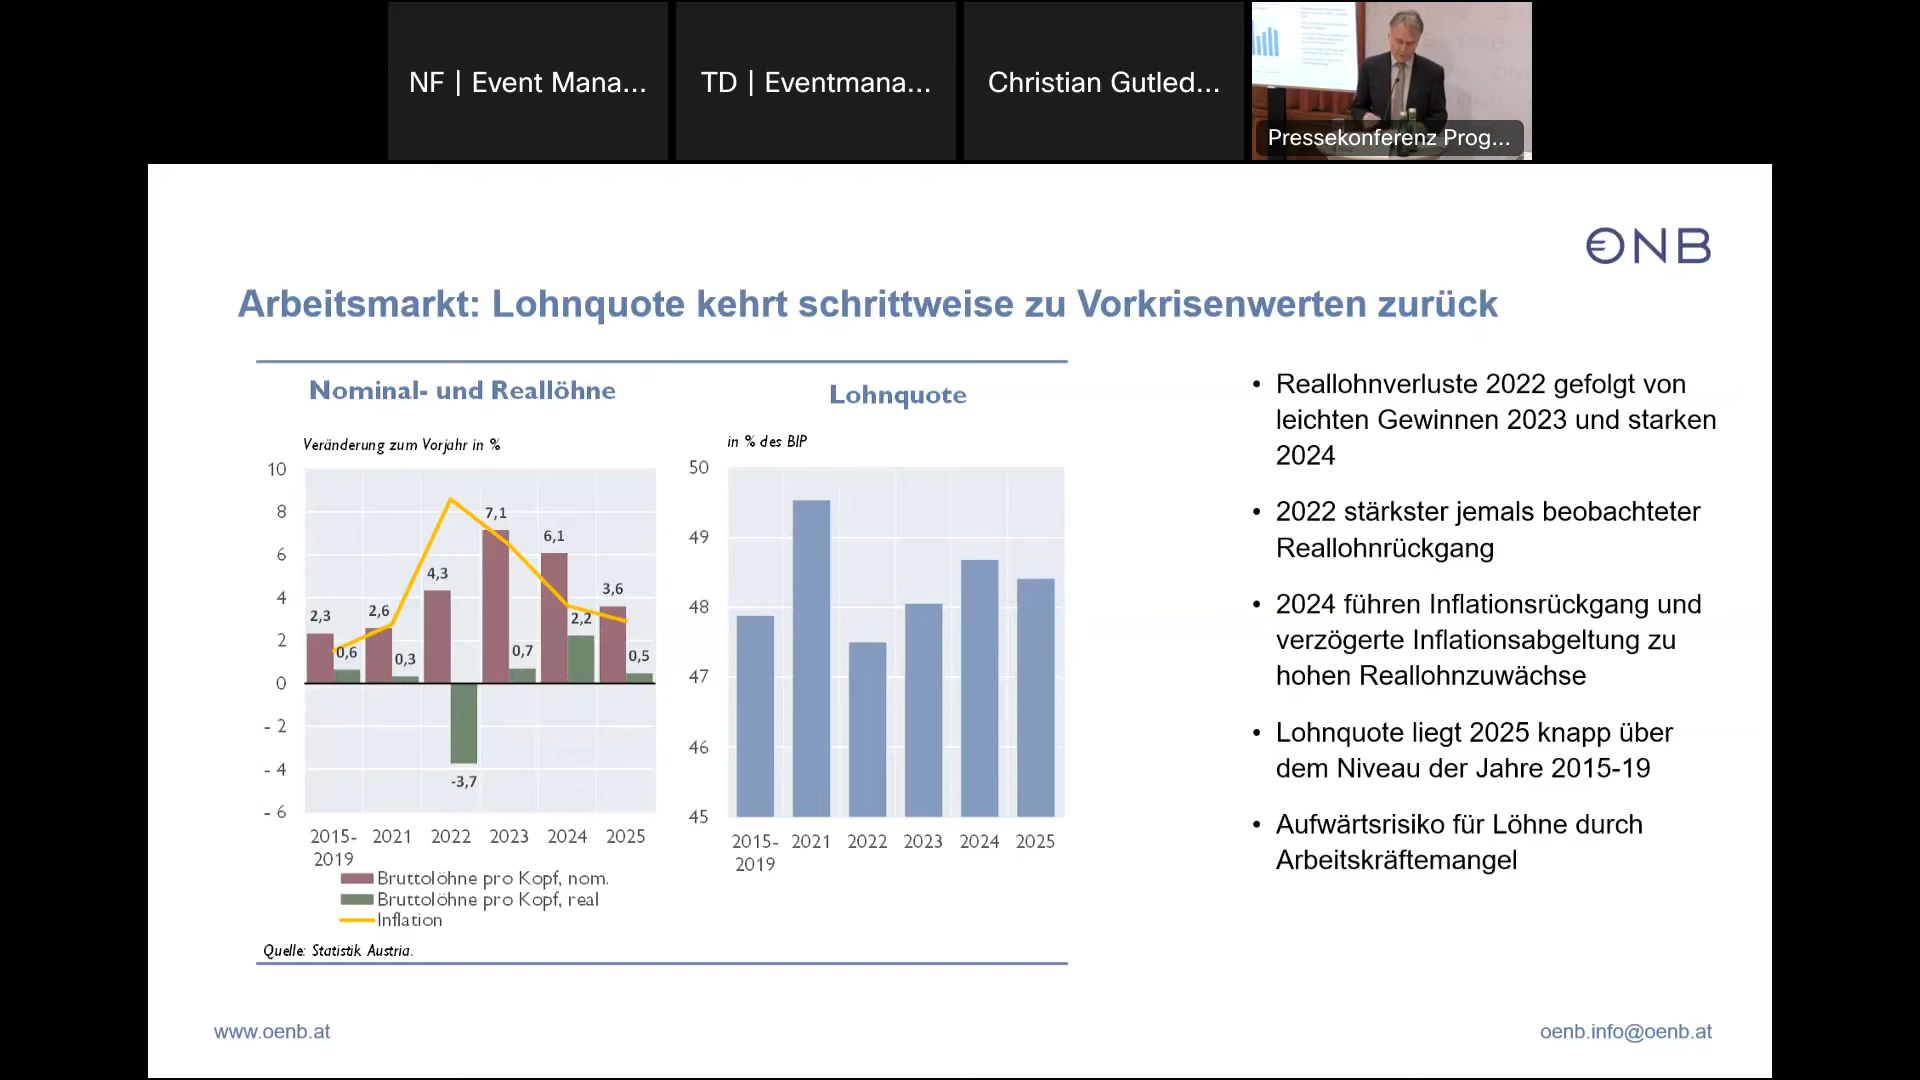 NF | Event Mana...
TD | Eventmana...
Christian Gutled...
Pressekonferenz Prog...
ONB
Arbeitsmarkt: Lohnquote kehrt schrittweise zu Vorkrisenwerten zurück
Nominal- und Reallöhne
Veränderung zum Vorjahr in %
10
8
6
4
2
0
- 2
- 4
- 6
2,3
0,6
2,6
0,3
4,3
-3,7
7,1
0,7
6,1
2,2
3,6
0,5
2015-
2019
2021
2022
2023
2024
2025
Bruttolöhne pro Kopf, nom.
Bruttolöhne pro Kopf, real
Inflation
Quelle: Statistik Austria.
Lohnquote
in % des BIP
50
49
48
47
46
45
2015-
2019
2021
2022
2023
2024
2025
• Reallohnverluste 2022 gefolgt von
leichten Gewinnen 2023 und starken
2024
• 2022 stärkster jemals beobachteter
Reallohnrückgang
• 2024 führen Inflationsrückgang und
verzögerte Inflationsabgeltung zu
hohen Reallohnzuwächse
• Lohnquote liegt 2025 knapp über
dem Niveau der Jahre 2015-19
• Aufwärtsrisiko für Löhne durch
Arbeitskräftemangel
www.oenb.at
oenb.info@oenb.at